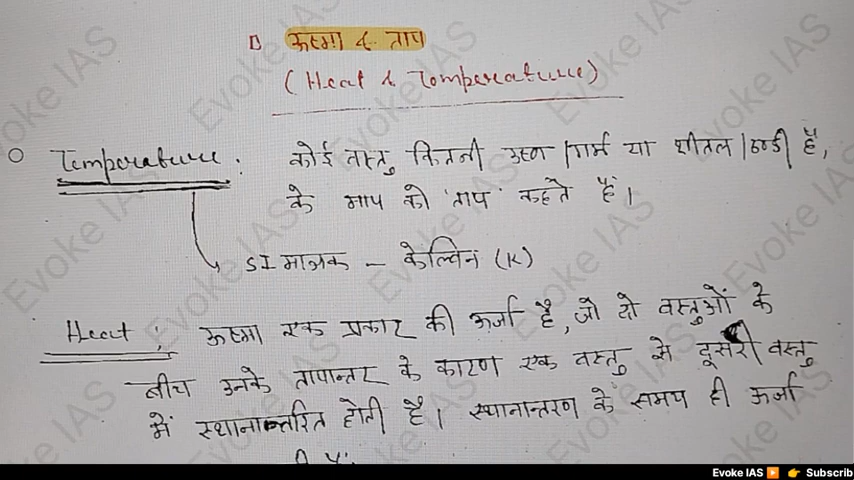 ऊष्मा & ताप
(Heat & Temperature)
Temperature : कोई वस्तु कितनी उष्ण / गर्म या शीतल / ठण्डी है,
के माप को 'ताप' कहते हैं।
SI मात्रक – केल्विन (K)
Heat : ऊष्मा एक प्रकार की ऊर्जा है, जो दो वस्तुओं के
बीच उनके तापान्तर के कारण एक वस्तु से दूसरी वस्तु
में स्थानान्तरित होती है। स्थानान्तरण के समय ही ऊर्जा
Evoke IAS ▶️ 👉 Subscrib